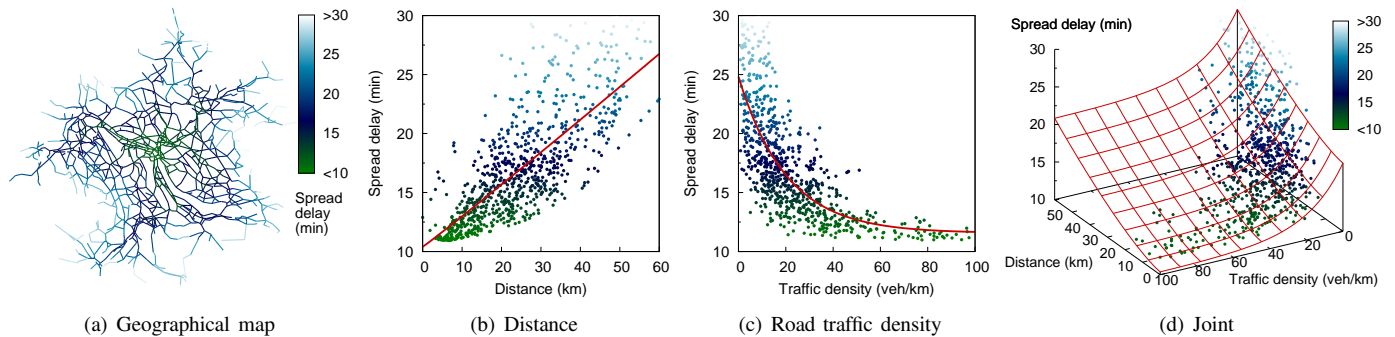 >30
25
20
15
<10
Spread
delay
(min)
(a) Geographical map
Spread delay (min)
30
25
20
15
10
0 10 20 30 40 50 60
Distance (km)
(b) Distance
Spread delay (min)
30
25
20
15
10
0 20 40 60 80 100
Traffic density (veh/km)
(c) Road traffic density
Spread delay (min)
30
25
20
15
10
50
40
30
20
10
0
Distance (km)
100
80
60
40
20
0
Traffic density (veh/km)
>30
25
20
15
<10
(d) Joint